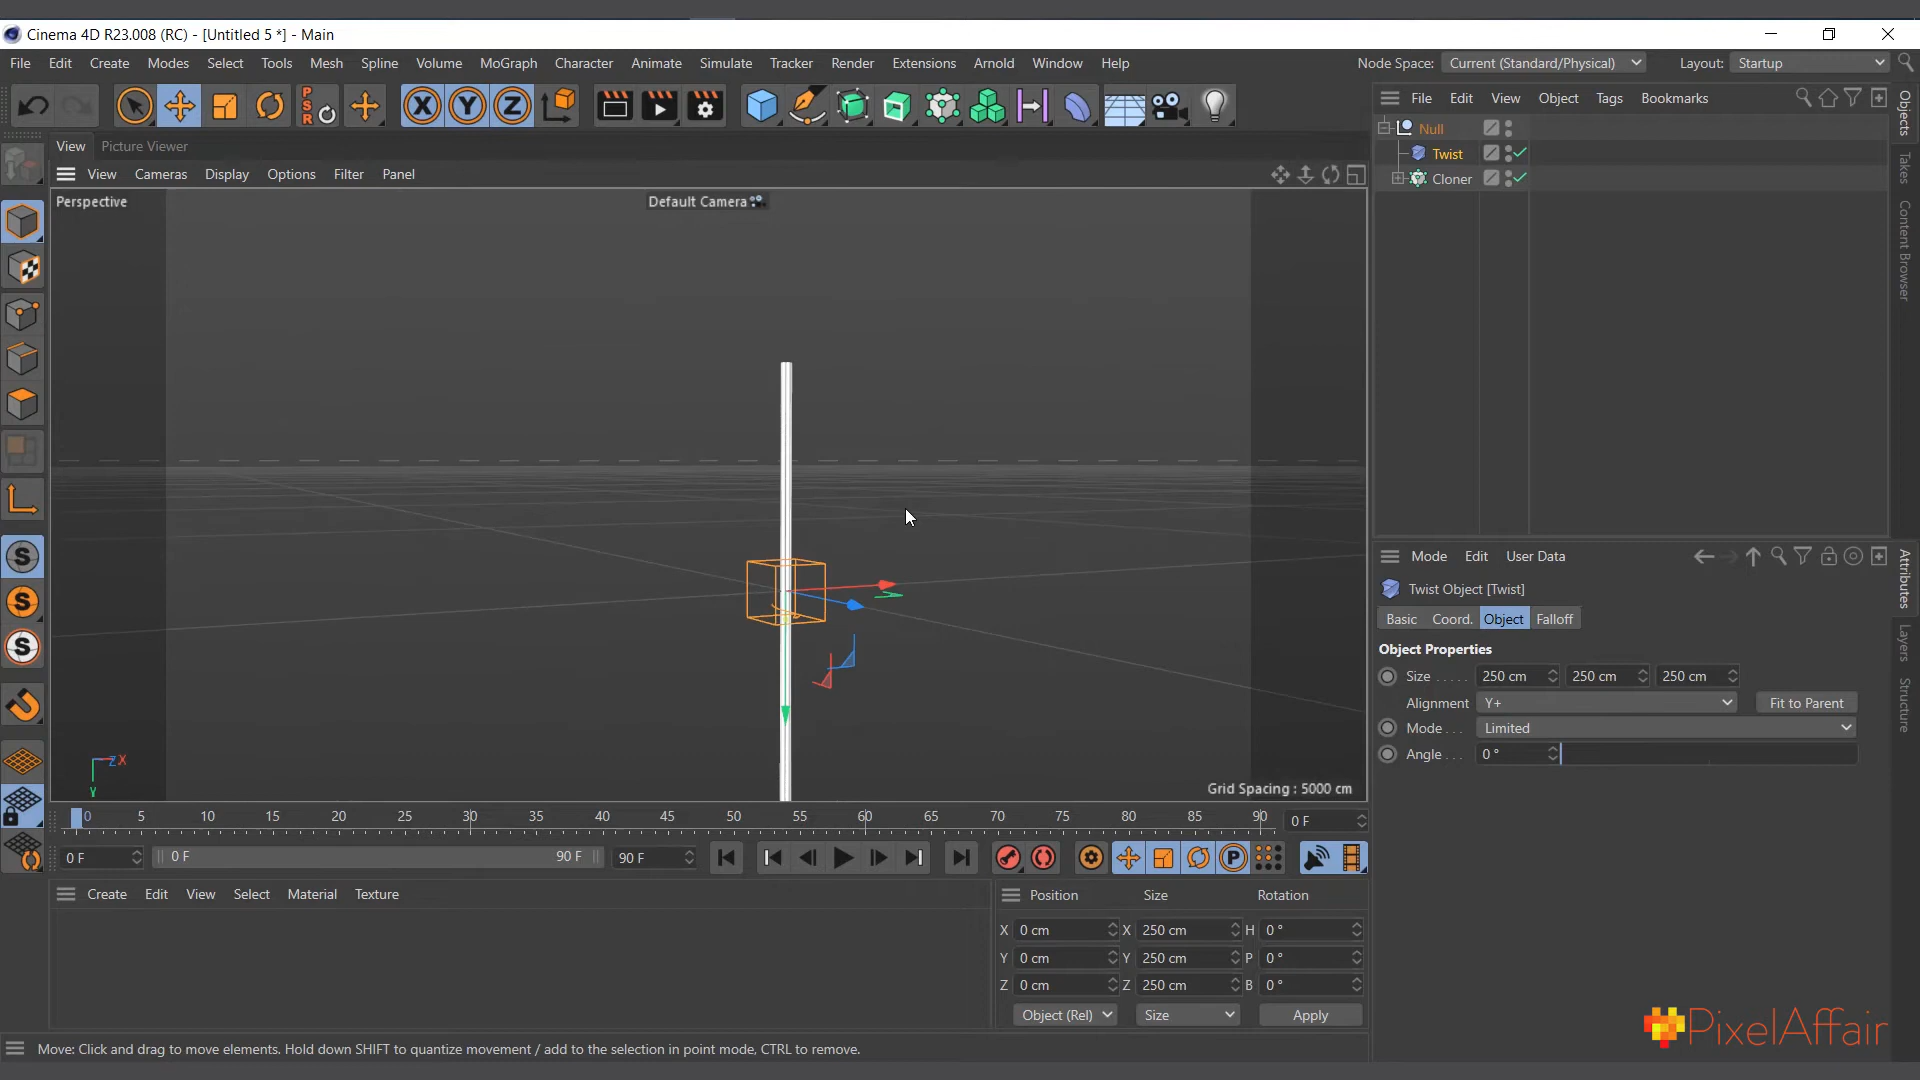 Cinema 4D R23.008 (RC) - [Untitled 5 *] - Main
File Edit Create Modes Select Tools Mesh Spline Volume MoGraph Character Animate Simulate Tracker Render Extensions Arnold Window Help
Node Space: Current (Standard/Physical) Layout: Startup
X Y Z
P S R
File Edit View Object Tags Bookmarks
View Picture Viewer
View Cameras Display Options Filter Panel
Perspective
Default Camera
Null
Twist
Cloner
Objects
Takes
Content Browser
Attributes
Layers
Structure
Mode Edit User Data
Twist Object [Twist]
Basic Coord. Object Falloff
Object Properties
Size . . . . . 250 cm 250 cm 250 cm
Alignment Y+ Fit to Parent
Mode . . . Limited
Angle . . . 0 °
S
S
S
Z X
Y
Grid Spacing : 5000 cm
0 5 10 15 20 25 30 35 40 45 50 55 60 65 70 75 80 85 90 0 F
0 F 0 F 90 F 90 F
P
Create Edit View Select Material Texture
Position Size Rotation
X 0 cm X 250 cm H 0 °
Y 0 cm Y 250 cm P 0 °
Z 0 cm Z 250 cm B 0 °
Object (Rel) Size Apply
PixelAffair
Move: Click and drag to move elements. Hold down SHIFT to quantize movement / add to the selection in point mode, CTRL to remove.